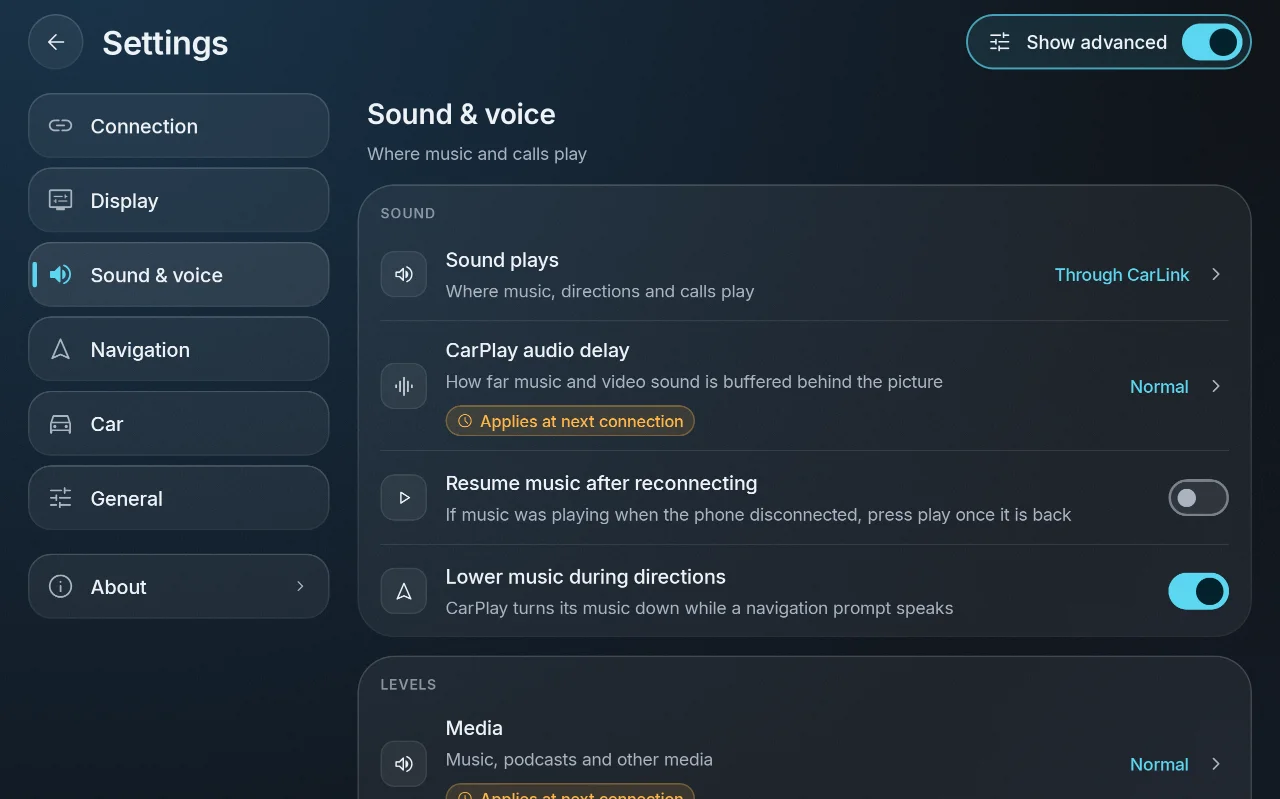 Settings
Show advanced
Connection
Display
Sound & voice
Navigation
Car
General
About
Sound & voice
Where music and calls play
SOUND
Sound plays
Where music, directions and calls play
Through CarLink
CarPlay audio delay
How far music and video sound is buffered behind the picture
Applies at next connection
Normal
Resume music after reconnecting
If music was playing when the phone disconnected, press play once it is back
Lower music during directions
CarPlay turns its music down while a navigation prompt speaks
LEVELS
Media
Music, podcasts and other media
Applies at next connection
Normal